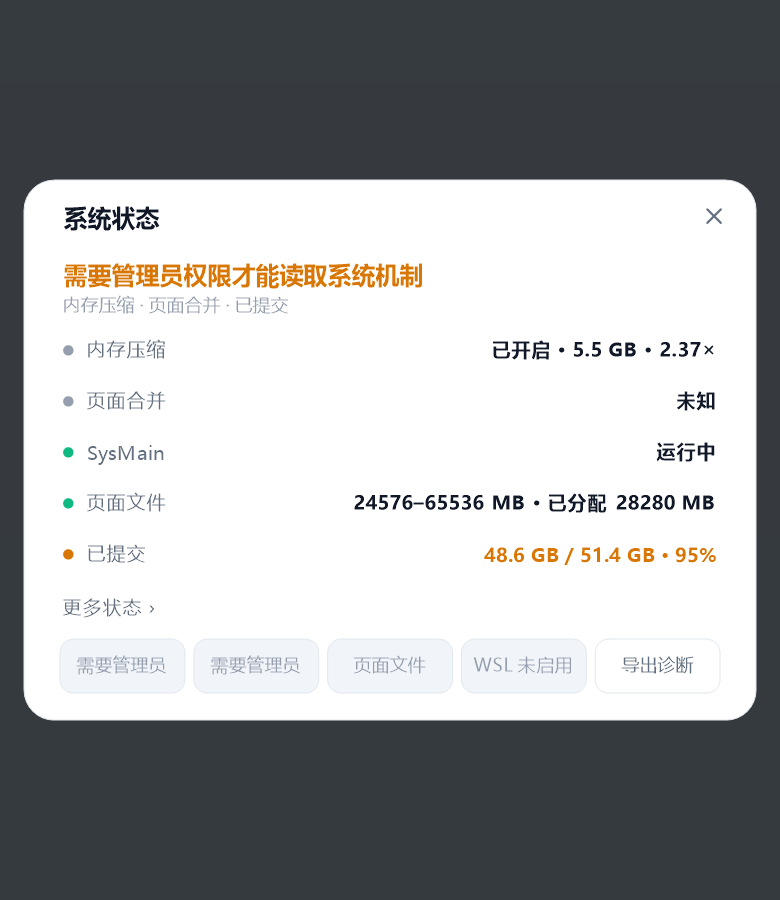 系统状态
需要管理员权限才能读取系统机制
内存压缩 · 页面合并 · 已提交
内存压缩 已开启 • 5.5 GB • 2.37×
页面合并 未知
SysMain 运行中
页面文件 24576–65536 MB • 已分配 28280 MB
已提交 48.6 GB / 51.4 GB • 95%
更多状态 ›
需要管理员 需要管理员 页面文件 WSL 未启用 导出诊断